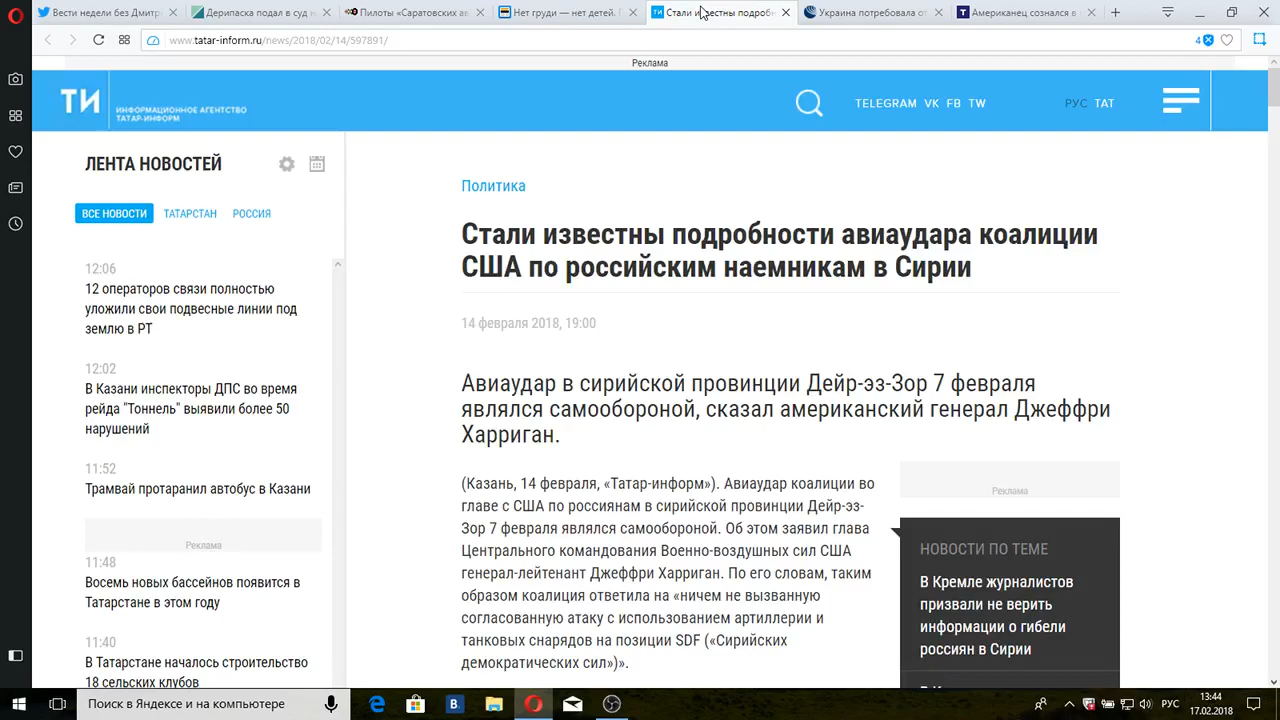 Вести недели без Дмитр
Дерипаска подал в суд н
Пилоты «Саратовских ав
Нет груди — нет детей. Г
Стали известны подробн
Украина потребовала от
Американец сознался в
www.tatar-inform.ru/news/2018/02/14/597891/
4
Реклама
ТИ
ИНФОРМАЦИОННОЕ АГЕНТСТВО
ТАТАР-ИНФОРМ
TELEGRAM VK FB TW
РУС ТАТ
ЛЕНТА НОВОСТЕЙ
ВСЕ НОВОСТИ ТАТАРСТАН РОССИЯ
12:06
12 операторов связи полностью
уложили свои подвесные линии под
землю в РТ
12:02
В Казани инспекторы ДПС во время
рейда "Тоннель" выявили более 50
нарушений
11:52
Трамвай протаранил автобус в Казани
Реклама
11:48
Восемь новых бассейнов появится в
Татарстане в этом году
11:40
В Татарстане началось строительство
18 сельских клубов
Политика
Стали известны подробности авиаудара коалиции
США по российским наемникам в Сирии
14 февраля 2018, 19:00
Авиаудар в сирийской провинции Дейр-эз-Зор 7 февраля
являлся самообороной, сказал американский генерал Джеффри
Харриган.
(Казань, 14 февраля, «Татар-информ»). Авиаудар коалиции во
главе с США по россиянам в сирийской провинции Дейр-эз-
Зор 7 февраля являлся самообороной. Об этом заявил глава
Центрального командования Военно-воздушных сил США
генерал-лейтенант Джеффри Харриган. По его словам, таким
образом коалиция ответила на «ничем не вызванную
согласованную атаку с использованием артиллерии и
танковых снарядов на позиции SDF («Сирийских
демократических сил»)».
Реклама
НОВОСТИ ПО ТЕМЕ
В Кремле журналистов
призвали не верить
информации о гибели
россиян в Сирии
Поиск в Яндексе и на компьютере
РУС
13:44
17.02.2018